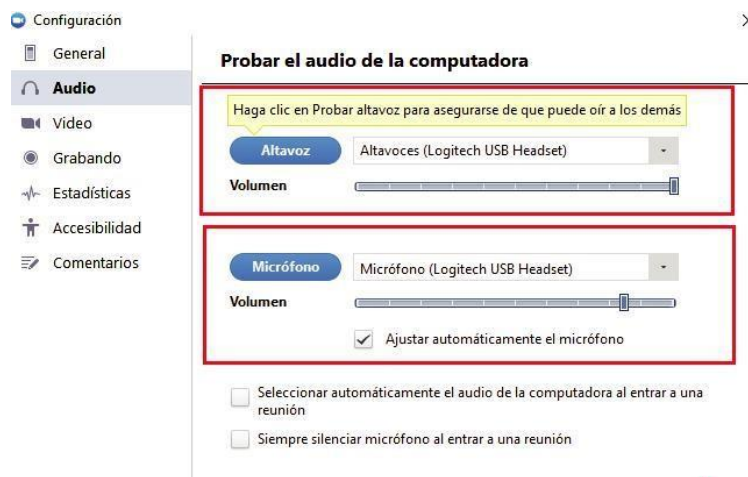 Configuración
General
Audio
Video
Grabando
Estadísticas
Accesibilidad
Comentarios
Probar el audio de la computadora
Haga clic en Probar altavoz para asegurarse de que puede oír a los demás
Altavoz
Altavoces (Logitech USB Headset)
Volumen
Micrófono
Micrófono (Logitech USB Headset)
Volumen
Ajustar automáticamente el micrófono
Seleccionar automáticamente el audio de la computadora al entrar a una
reunión
Siempre silenciar micrófono al entrar a una reunión